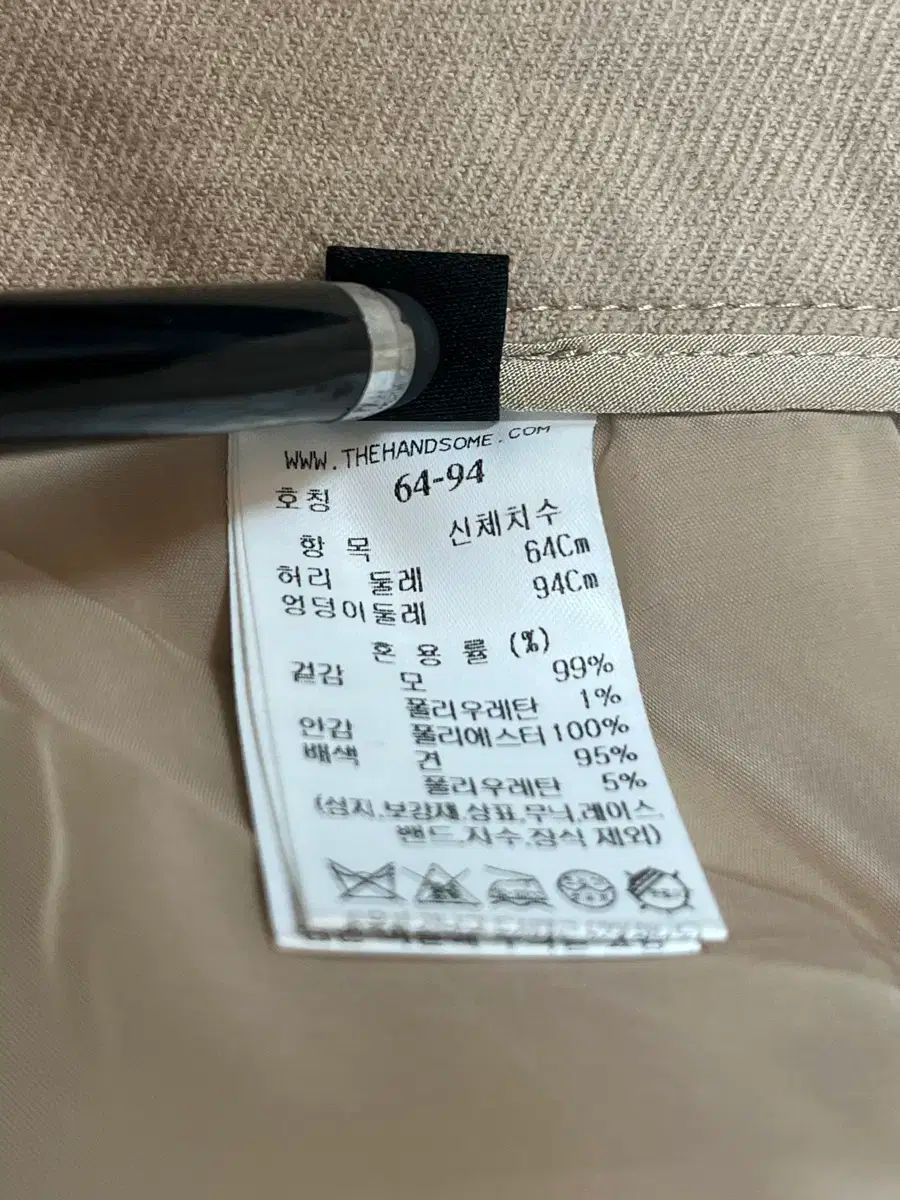 WWW.THEHANDSOME.COM
호칭 64-94
항 목 신체치수
허리 둘레 64Cm
엉덩이둘레 94Cm
혼 용 률 (%)
겉감 모 99%
폴리우레탄 1%
안감 폴리에스터 100%
배색 견 95%
폴리우레탄 5%
(심지,보강재,상표,무늬,레이스,
밴드,자수,장식 제외)